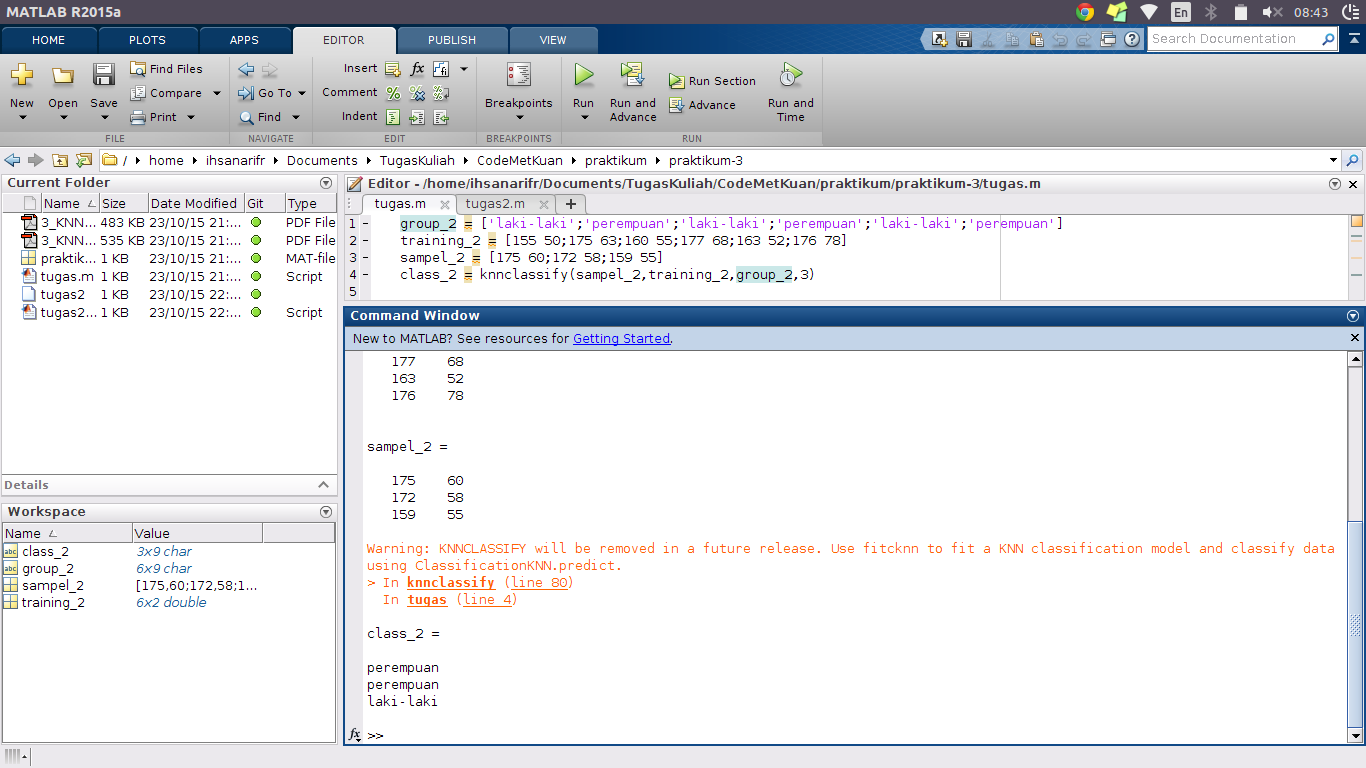 MATLAB R2015a
En
08:43
HOME PLOTS APPS EDITOR PUBLISH VIEW
Search Documentation
New Open Save
Find Files
Compare
Print
Go To
Find
Insert fx
Comment
Indent
Breakpoints
Run
Run and Advance
Run Section
Advance
Run and Time
FILE NAVIGATE EDIT BREAKPOINTS RUN
/ home ihsanarifr Documents TugasKuliah CodeMetKuan praktikum praktikum-3
Current Folder
Name Size Date Modified Git Type
3_KNN... 483 KB 23/10/15 21:... PDF File
3_KNN... 535 KB 23/10/15 21:... PDF File
praktik... 1 KB 23/10/15 21:... MAT-file
tugas.m 1 KB 23/10/15 21:... Script
tugas2 1 KB 23/10/15 22:...
tugas2... 1 KB 23/10/15 22:... Script
Details
Workspace
Name Value
class_2 3x9 char
group_2 6x9 char
sampel_2 [175,60;172,58;1...
training_2 6x2 double
Editor - /home/ihsanarifr/Documents/TugasKuliah/CodeMetKuan/praktikum/praktikum-3/tugas.m
tugas.m tugas2.m
1 - group_2 = ['laki-laki';'perempuan';'laki-laki';'perempuan';'laki-laki';'perempuan']
2 - training_2 = [155 50;175 63;160 55;177 68;163 52;176 78]
3 - sampel_2 = [175 60;172 58;159 55]
4 - class_2 = knnclassify(sampel_2,training_2,group_2,3)
5
Command Window
New to MATLAB? See resources for Getting Started.
177 68
163 52
176 78
sampel_2 =
175 60
172 58
159 55
Warning: KNNCLASSIFY will be removed in a future release. Use fitcknn to fit a KNN classification model and classify data
using ClassificationKNN.predict.
> In knnclassify (line 80)
In tugas (line 4)
class_2 =
perempuan
perempuan
laki-laki
fx >>